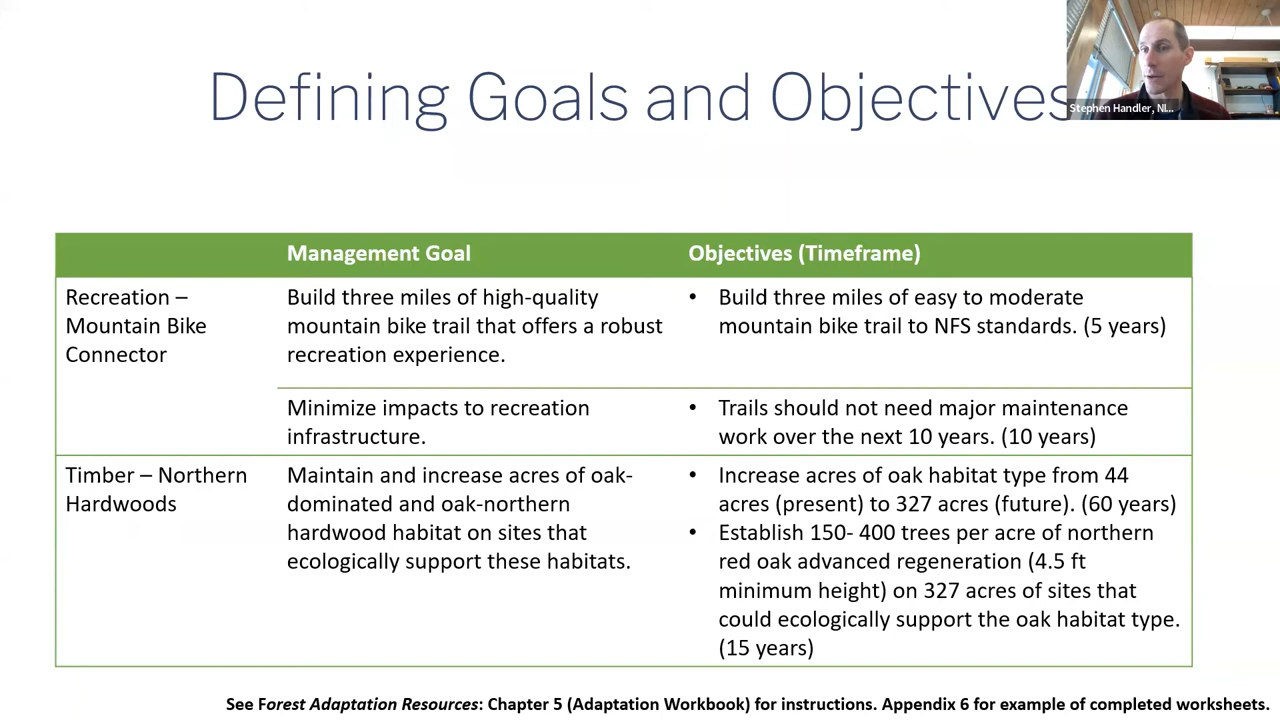 Defining Goals and Objectives
Stephen Handler, NI...
Management Goal
Objectives (Timeframe)
Recreation –
Mountain Bike
Connector
Build three miles of high-quality
mountain bike trail that offers a robust
recreation experience.
• Build three miles of easy to moderate
mountain bike trail to NFS standards. (5 years)
Minimize impacts to recreation
infrastructure.
• Trails should not need major maintenance
work over the next 10 years. (10 years)
Timber – Northern
Hardwoods
Maintain and increase acres of oak-
dominated and oak-northern
hardwood habitat on sites that
ecologically support these habitats.
• Increase acres of oak habitat type from 44
acres (present) to 327 acres (future). (60 years)
• Establish 150- 400 trees per acre of northern
red oak advanced regeneration (4.5 ft
minimum height) on 327 acres of sites that
could ecologically support the oak habitat type.
(15 years)
See Forest Adaptation Resources: Chapter 5 (Adaptation Workbook) for instructions. Appendix 6 for example of completed worksheets.